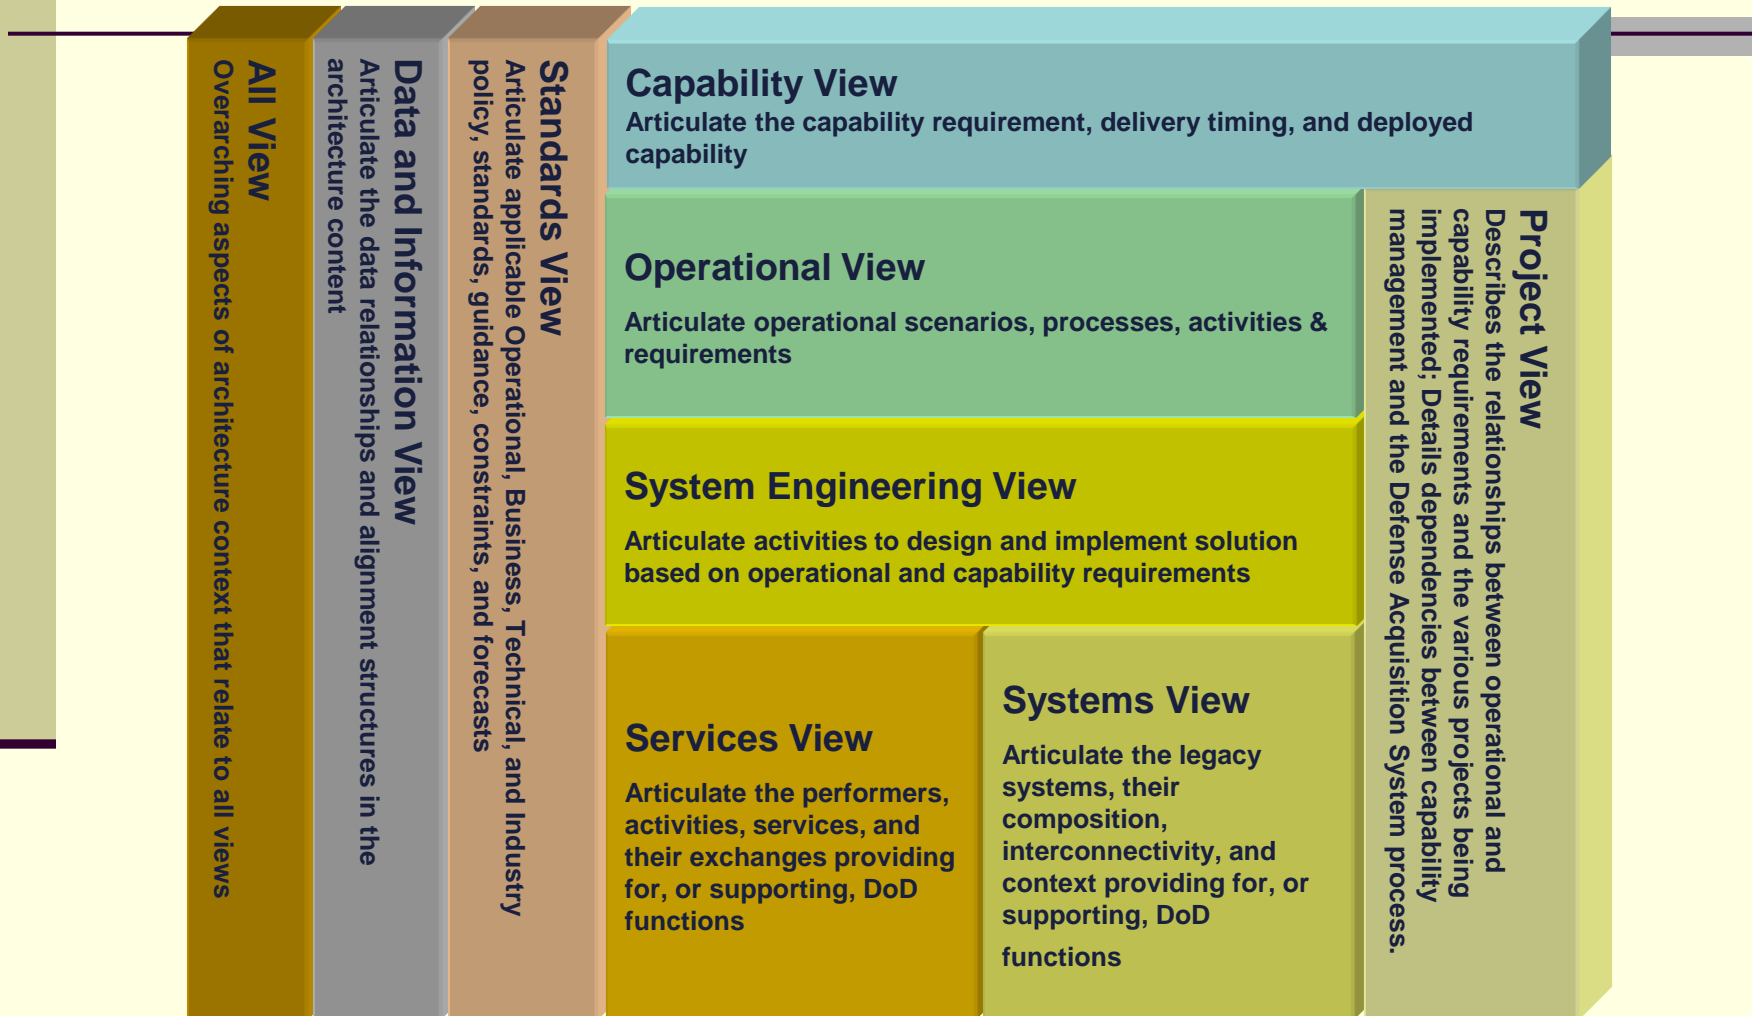 All View
Overarching aspects of architecture context that relate to all views
Data and Information View
Articulate the data relationships and alignment structures in the
architecture content
Standards View
Articulate applicable Operational, Business, Technical, and Industry
policy, standards, guidance, constraints, and forecasts
Capability View
Articulate the capability requirement, delivery timing, and deployed
capability
Operational View
Articulate operational scenarios, processes, activities &
requirements
System Engineering View
Articulate activities to design and implement solution
based on operational and capability requirements
Services View
Articulate the performers,
activities, services, and
their exchanges providing
for, or supporting, DoD
functions
Systems View
Articulate the legacy
systems, their
composition,
interconnectivity, and
context providing for, or
supporting, DoD
functions
Project View
Describes the relationships between operational and
capability requirements and the various projects being
implemented; Details dependencies between capability
management and the Defense Acquisition System process.